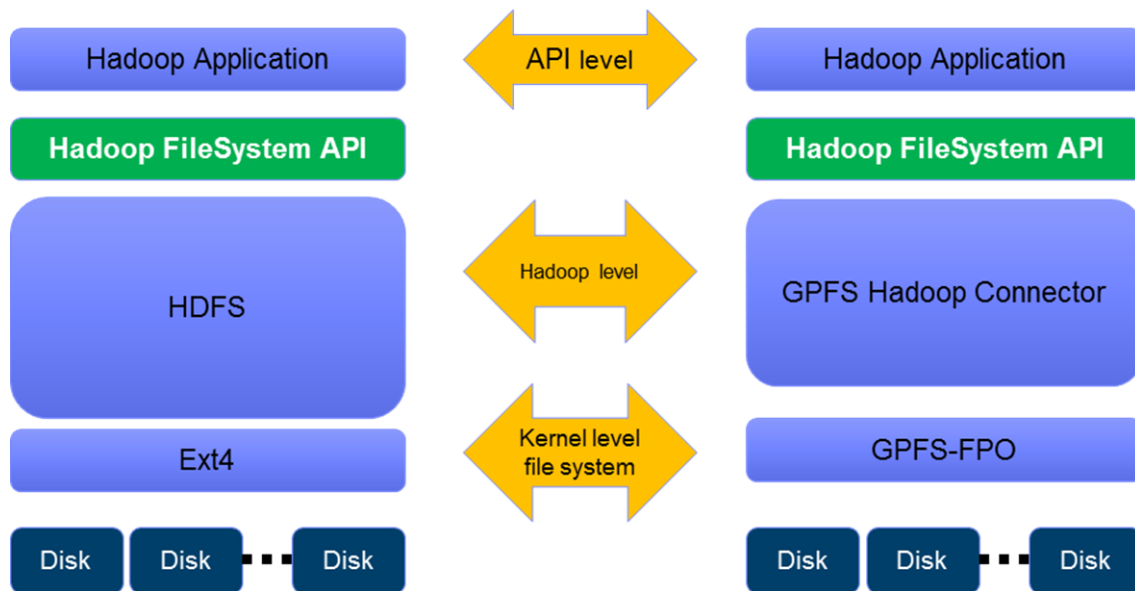 Hadoop Application
API level
Hadoop Application
Hadoop FileSystem API
Hadoop FileSystem API
HDFS
Hadoop level
GPFS Hadoop Connector
Ext4
Kernel level
file system
GPFS-FPO
Disk
Disk
Disk
Disk
Disk
Disk